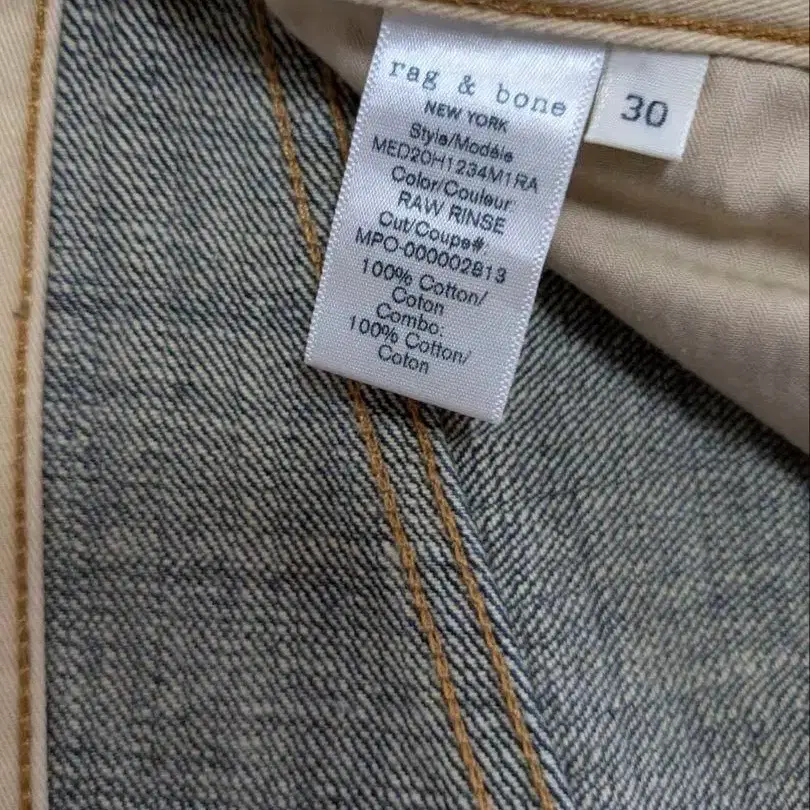 rag & bone
NEW YORK
Style/Modèle
MED20H1234M1RA
Color/Couleur
RAW RINSE
Cut/Coupe#
MPO-000002813
100% Cotton/
Coton
Combo:
100% Cotton/
Coton
30